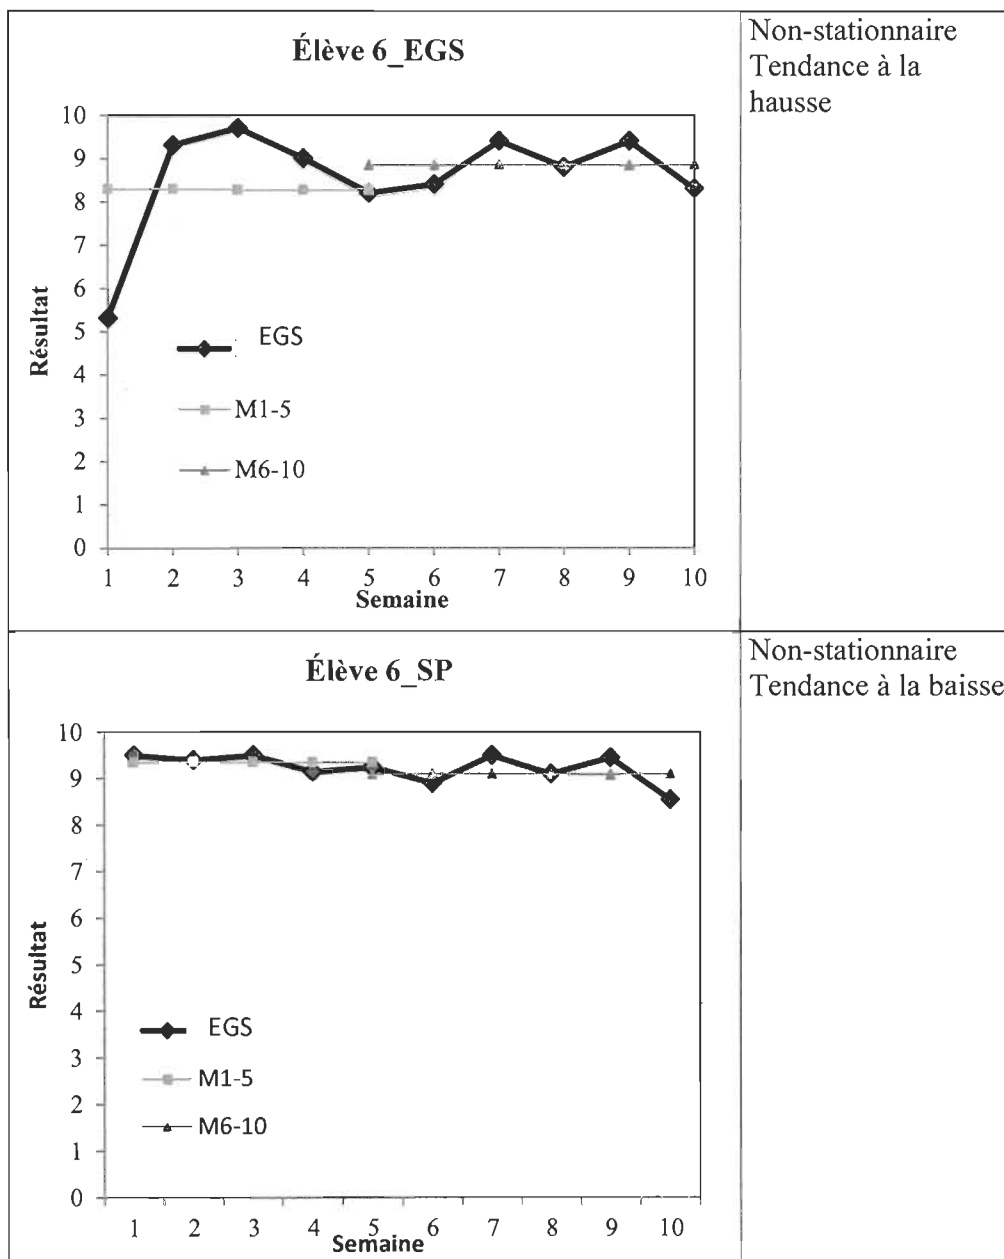 Élève 6_EGS
Non-stationnaire
Tendance à la
hausse
10
9
8
7
6
5
4
3
2
1
0
Résultat
EGS
M1-5
M6-10
1 2 3 4 5 6 7 8 9 10
Semaine
Élève 6_SP
Non-stationnaire
Tendance à la baisse
10
9
8
7
6
5
4
3
2
1
0
Résultat
EGS
M1-5
M6-10
1 2 3 4 5 6 7 8 9 10
Semaine